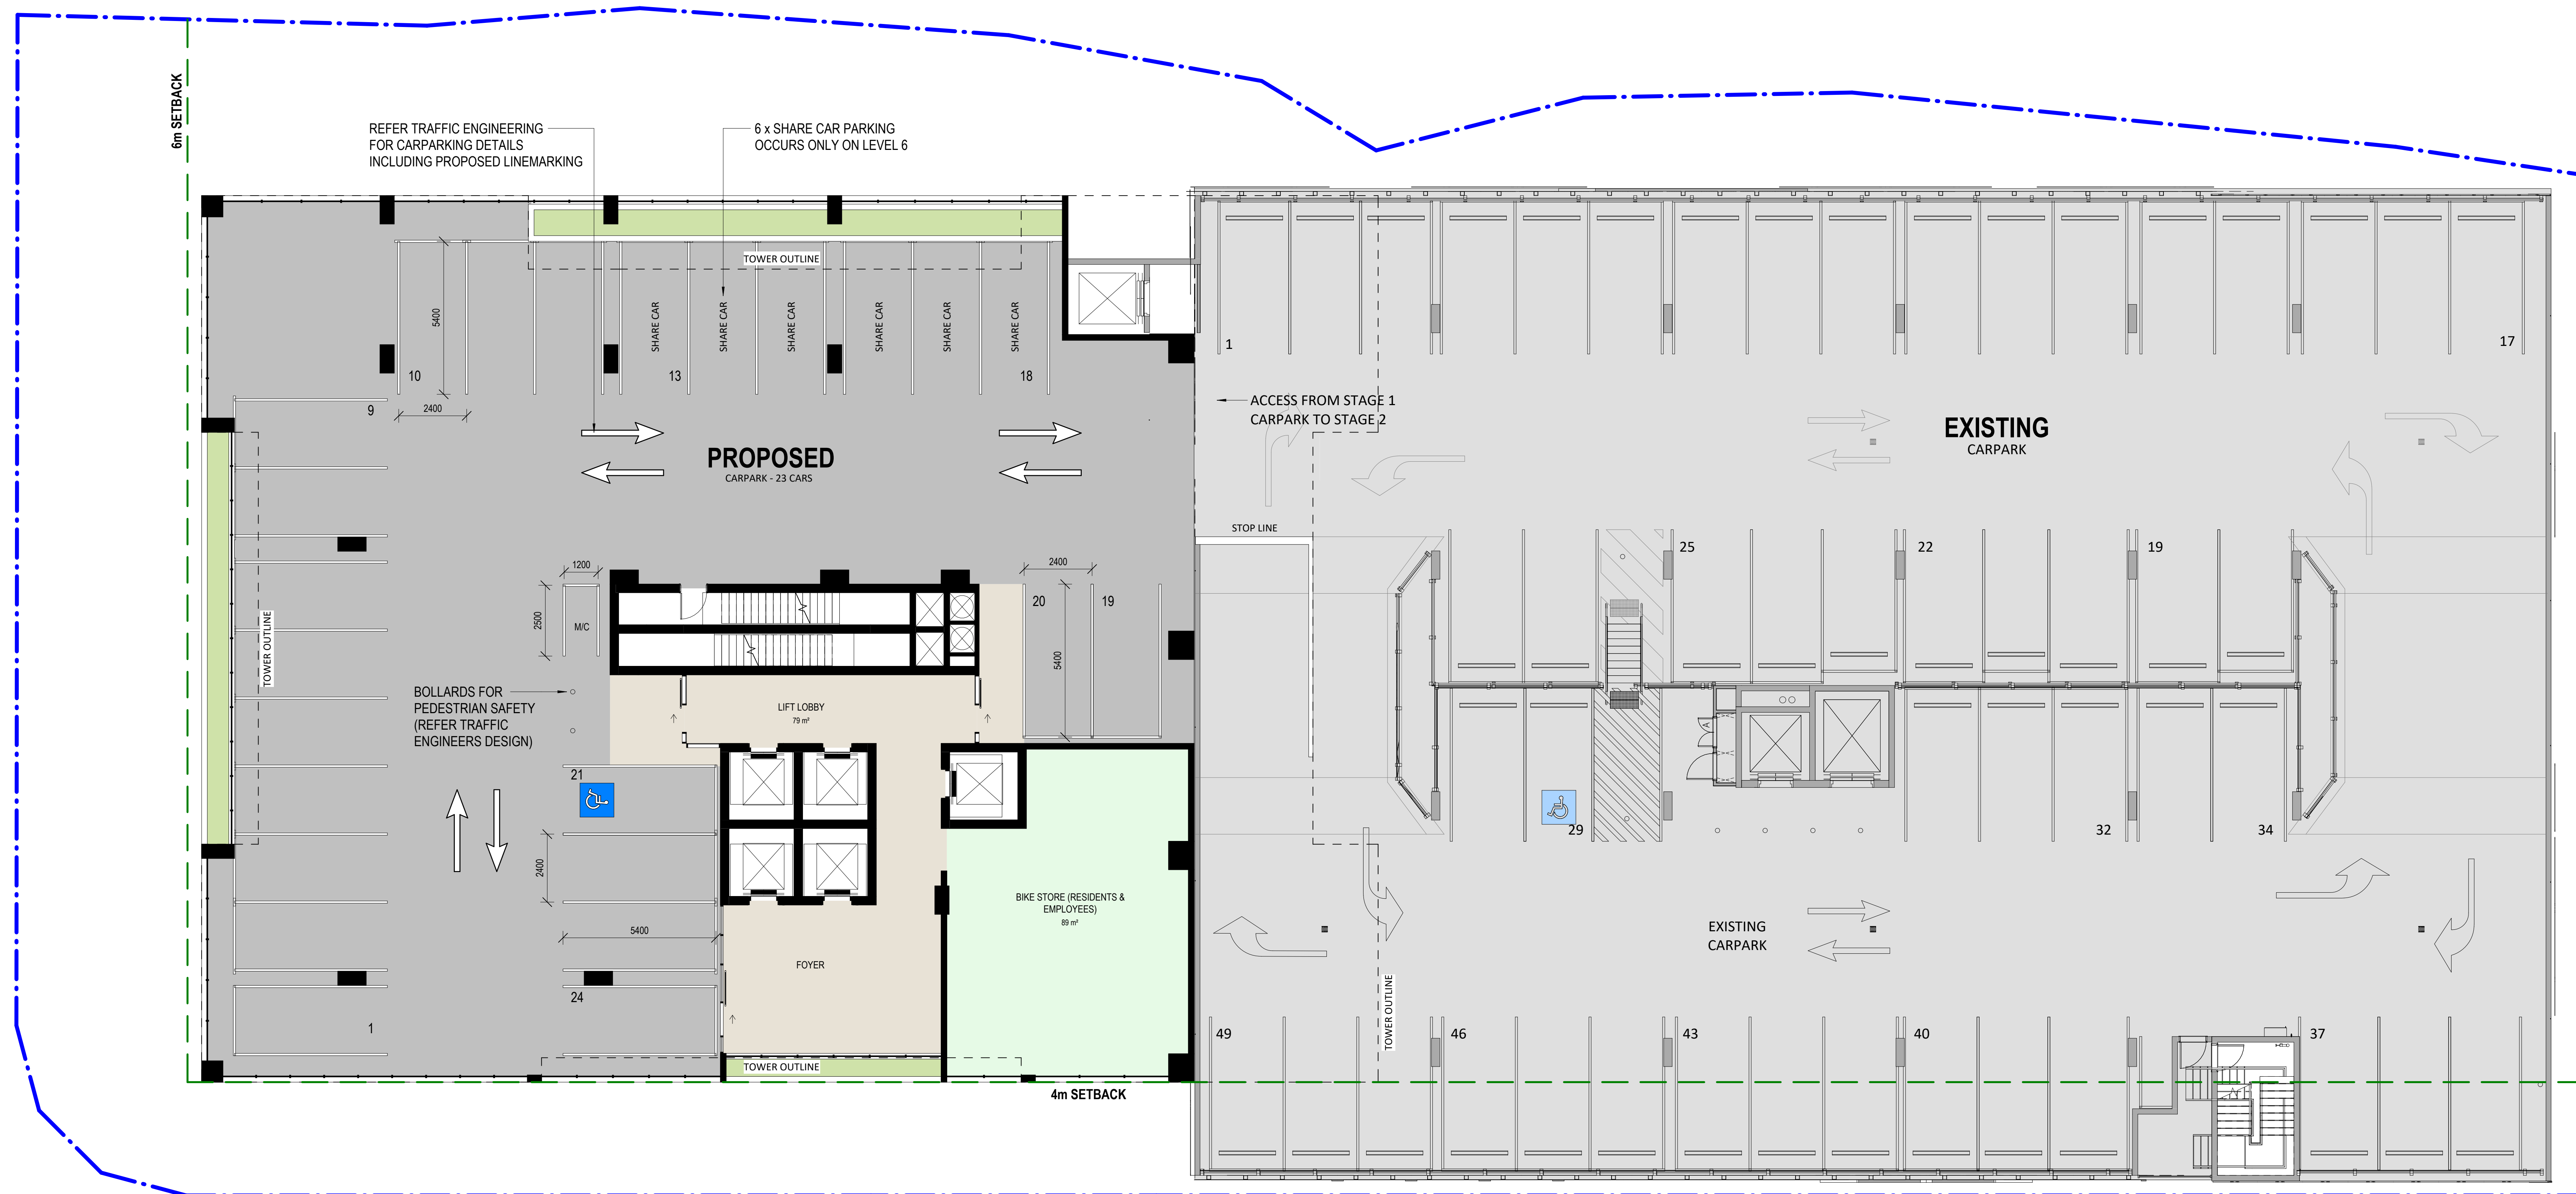 6m SETBACK
REFER TRAFFIC ENGINEERING
FOR CARPARKING DETAILS
INCLUDING PROPOSED LINEMARKING
6 x SHARE CAR PARKING
OCCURS ONLY ON LEVEL 6
TOWER OUTLINE
5400
SHARE CAR
SHARE CAR
SHARE CAR
SHARE CAR
SHARE CAR
SHARE CAR
10
13
18
9
2400
1
17
ACCESS FROM STAGE 1
CARPARK TO STAGE 2
PROPOSED
CARPARK - 23 CARS
EXISTING
CARPARK
STOP LINE
25
22
19
1200
2500
M/C
2400
20
19
5400
TOWER OUTLINE
BOLLARDS FOR
PEDESTRIAN SAFETY
(REFER TRAFFIC
ENGINEERS DESIGN)
LIFT LOBBY
79 m²
21
2400
29
32
34
BIKE STORE (RESIDENTS &
EMPLOYEES)
89 m²
5400
FOYER
EXISTING
CARPARK
24
1
TOWER OUTLINE
49
46
43
40
37
TOWER OUTLINE
4m SETBACK